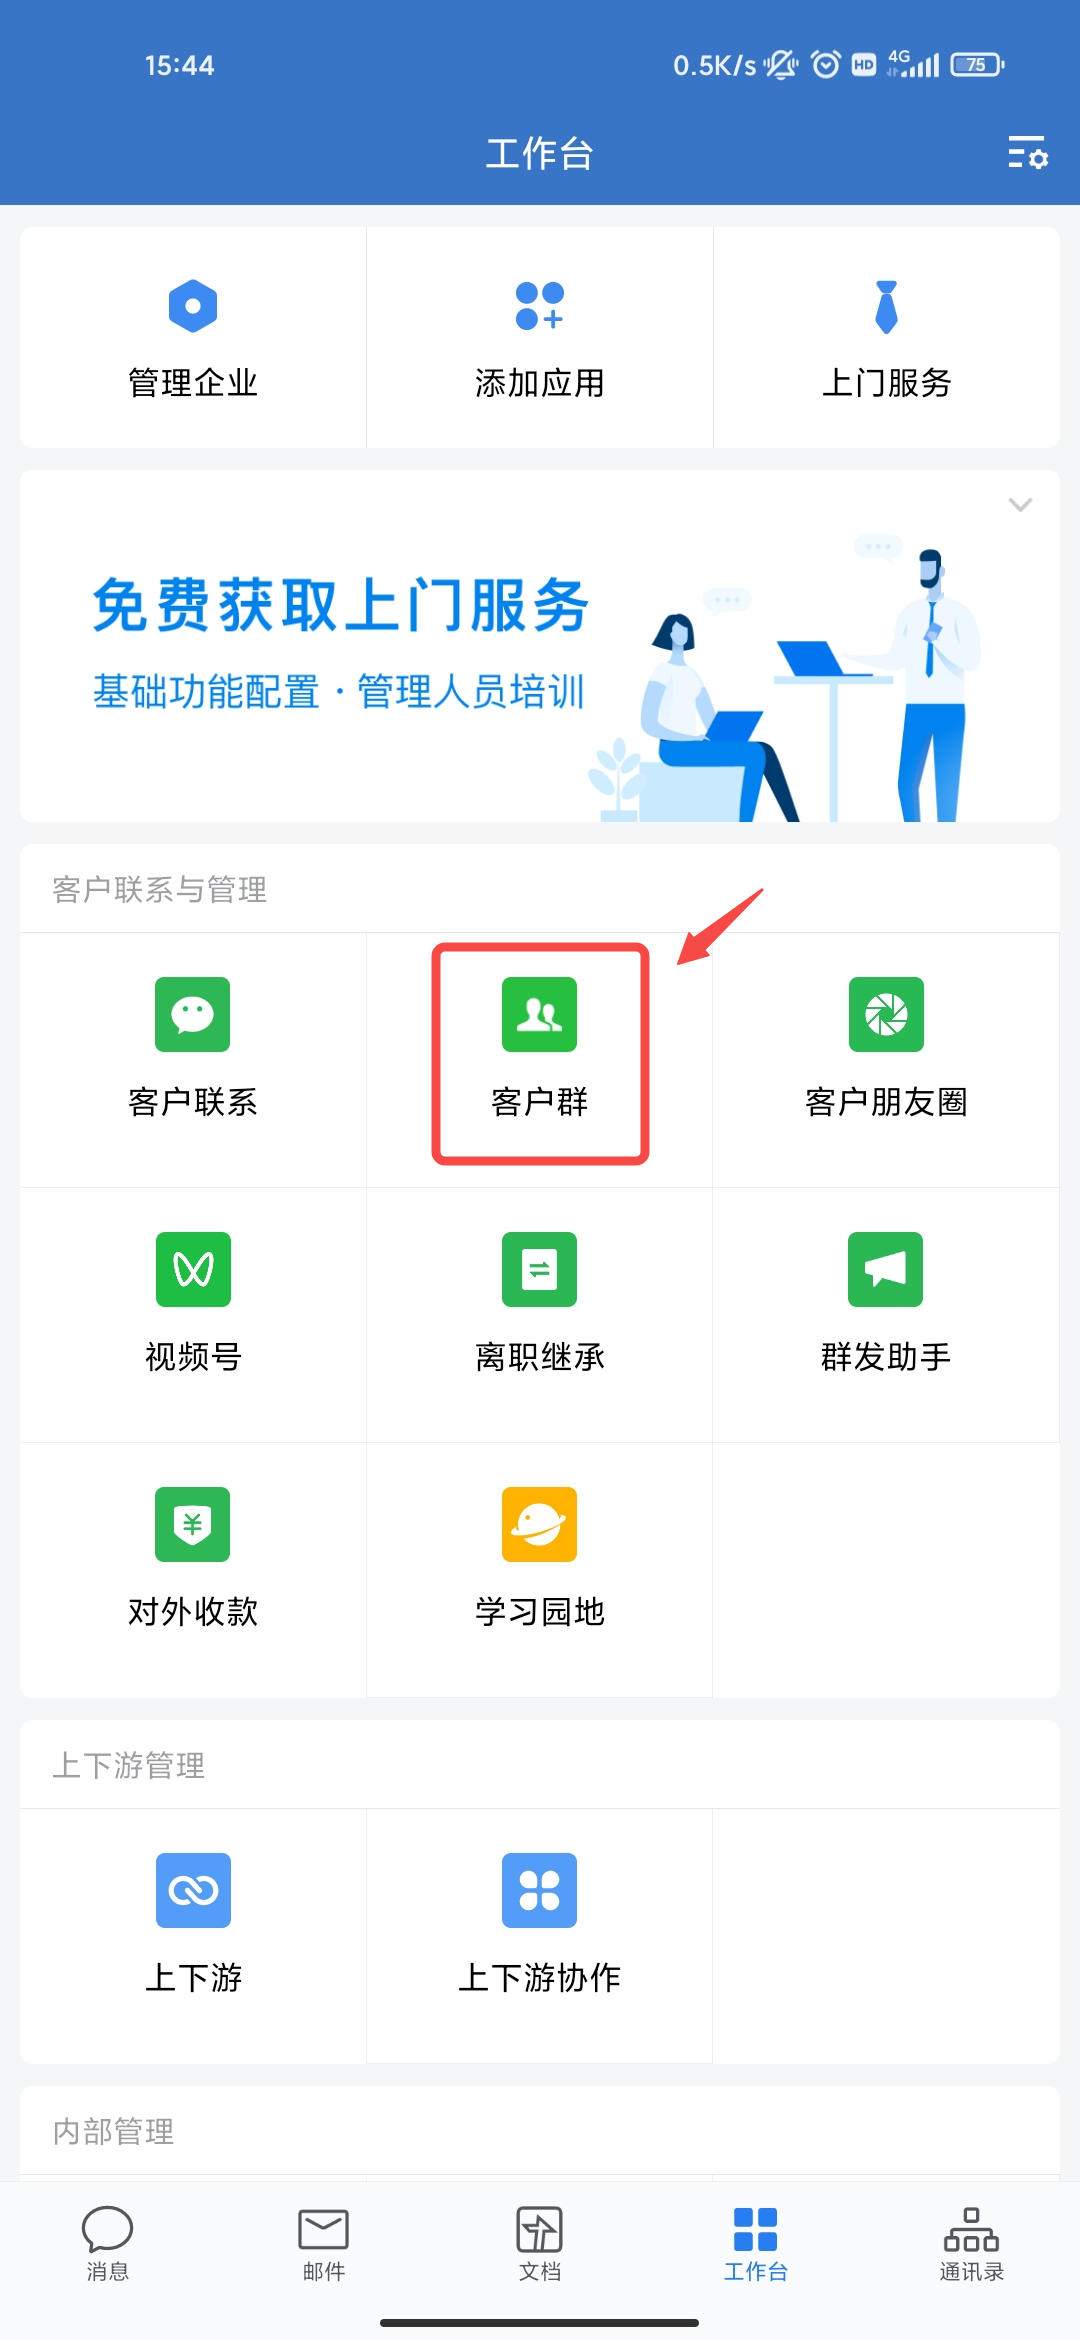 15:44
0.5K/s HD 4G 75
工作台
管理企业
添加应用
上门服务
免费获取上门服务
基础功能配置·管理人员培训
客户联系与管理
客户联系
客户群
客户朋友圈
视频号
离职继承
群发助手
对外收款
学习园地
上下游管理
上下游
上下游协作
内部管理
消息
邮件
文档
工作台
通讯录